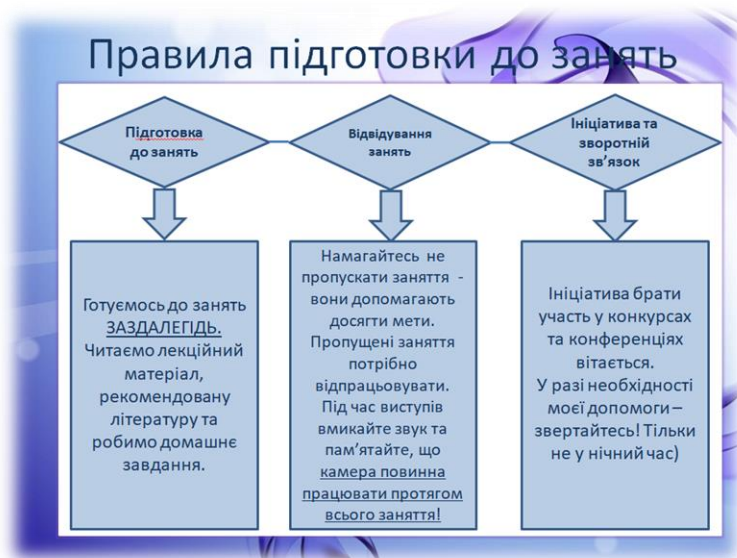 Правила підготовки до занять
Підготовка
до занять
Відвідування
занять
Ініціатива та
зворотній
зв’язок
Готуємось до занять
ЗАЗДАЛЕГІДЬ.
Читаємо лекційний
матеріал,
рекомендовану
літературу та
робимо домашнє
завдання.
Намагайтесь не
пропускати заняття -
вони допомагають
досягти мети.
Пропущені заняття
потрібно
відпрацьовувати.
Під час виступів
вмикайте звук та
пам’ятайте, що
камера повинна
працювати протягом
всього заняття!
Ініціатива брати
участь у конкурсах
та конференціях
вітається.
У разі необхідності
моєї допомоги –
звертайтесь! Тільки
не у нічний час)